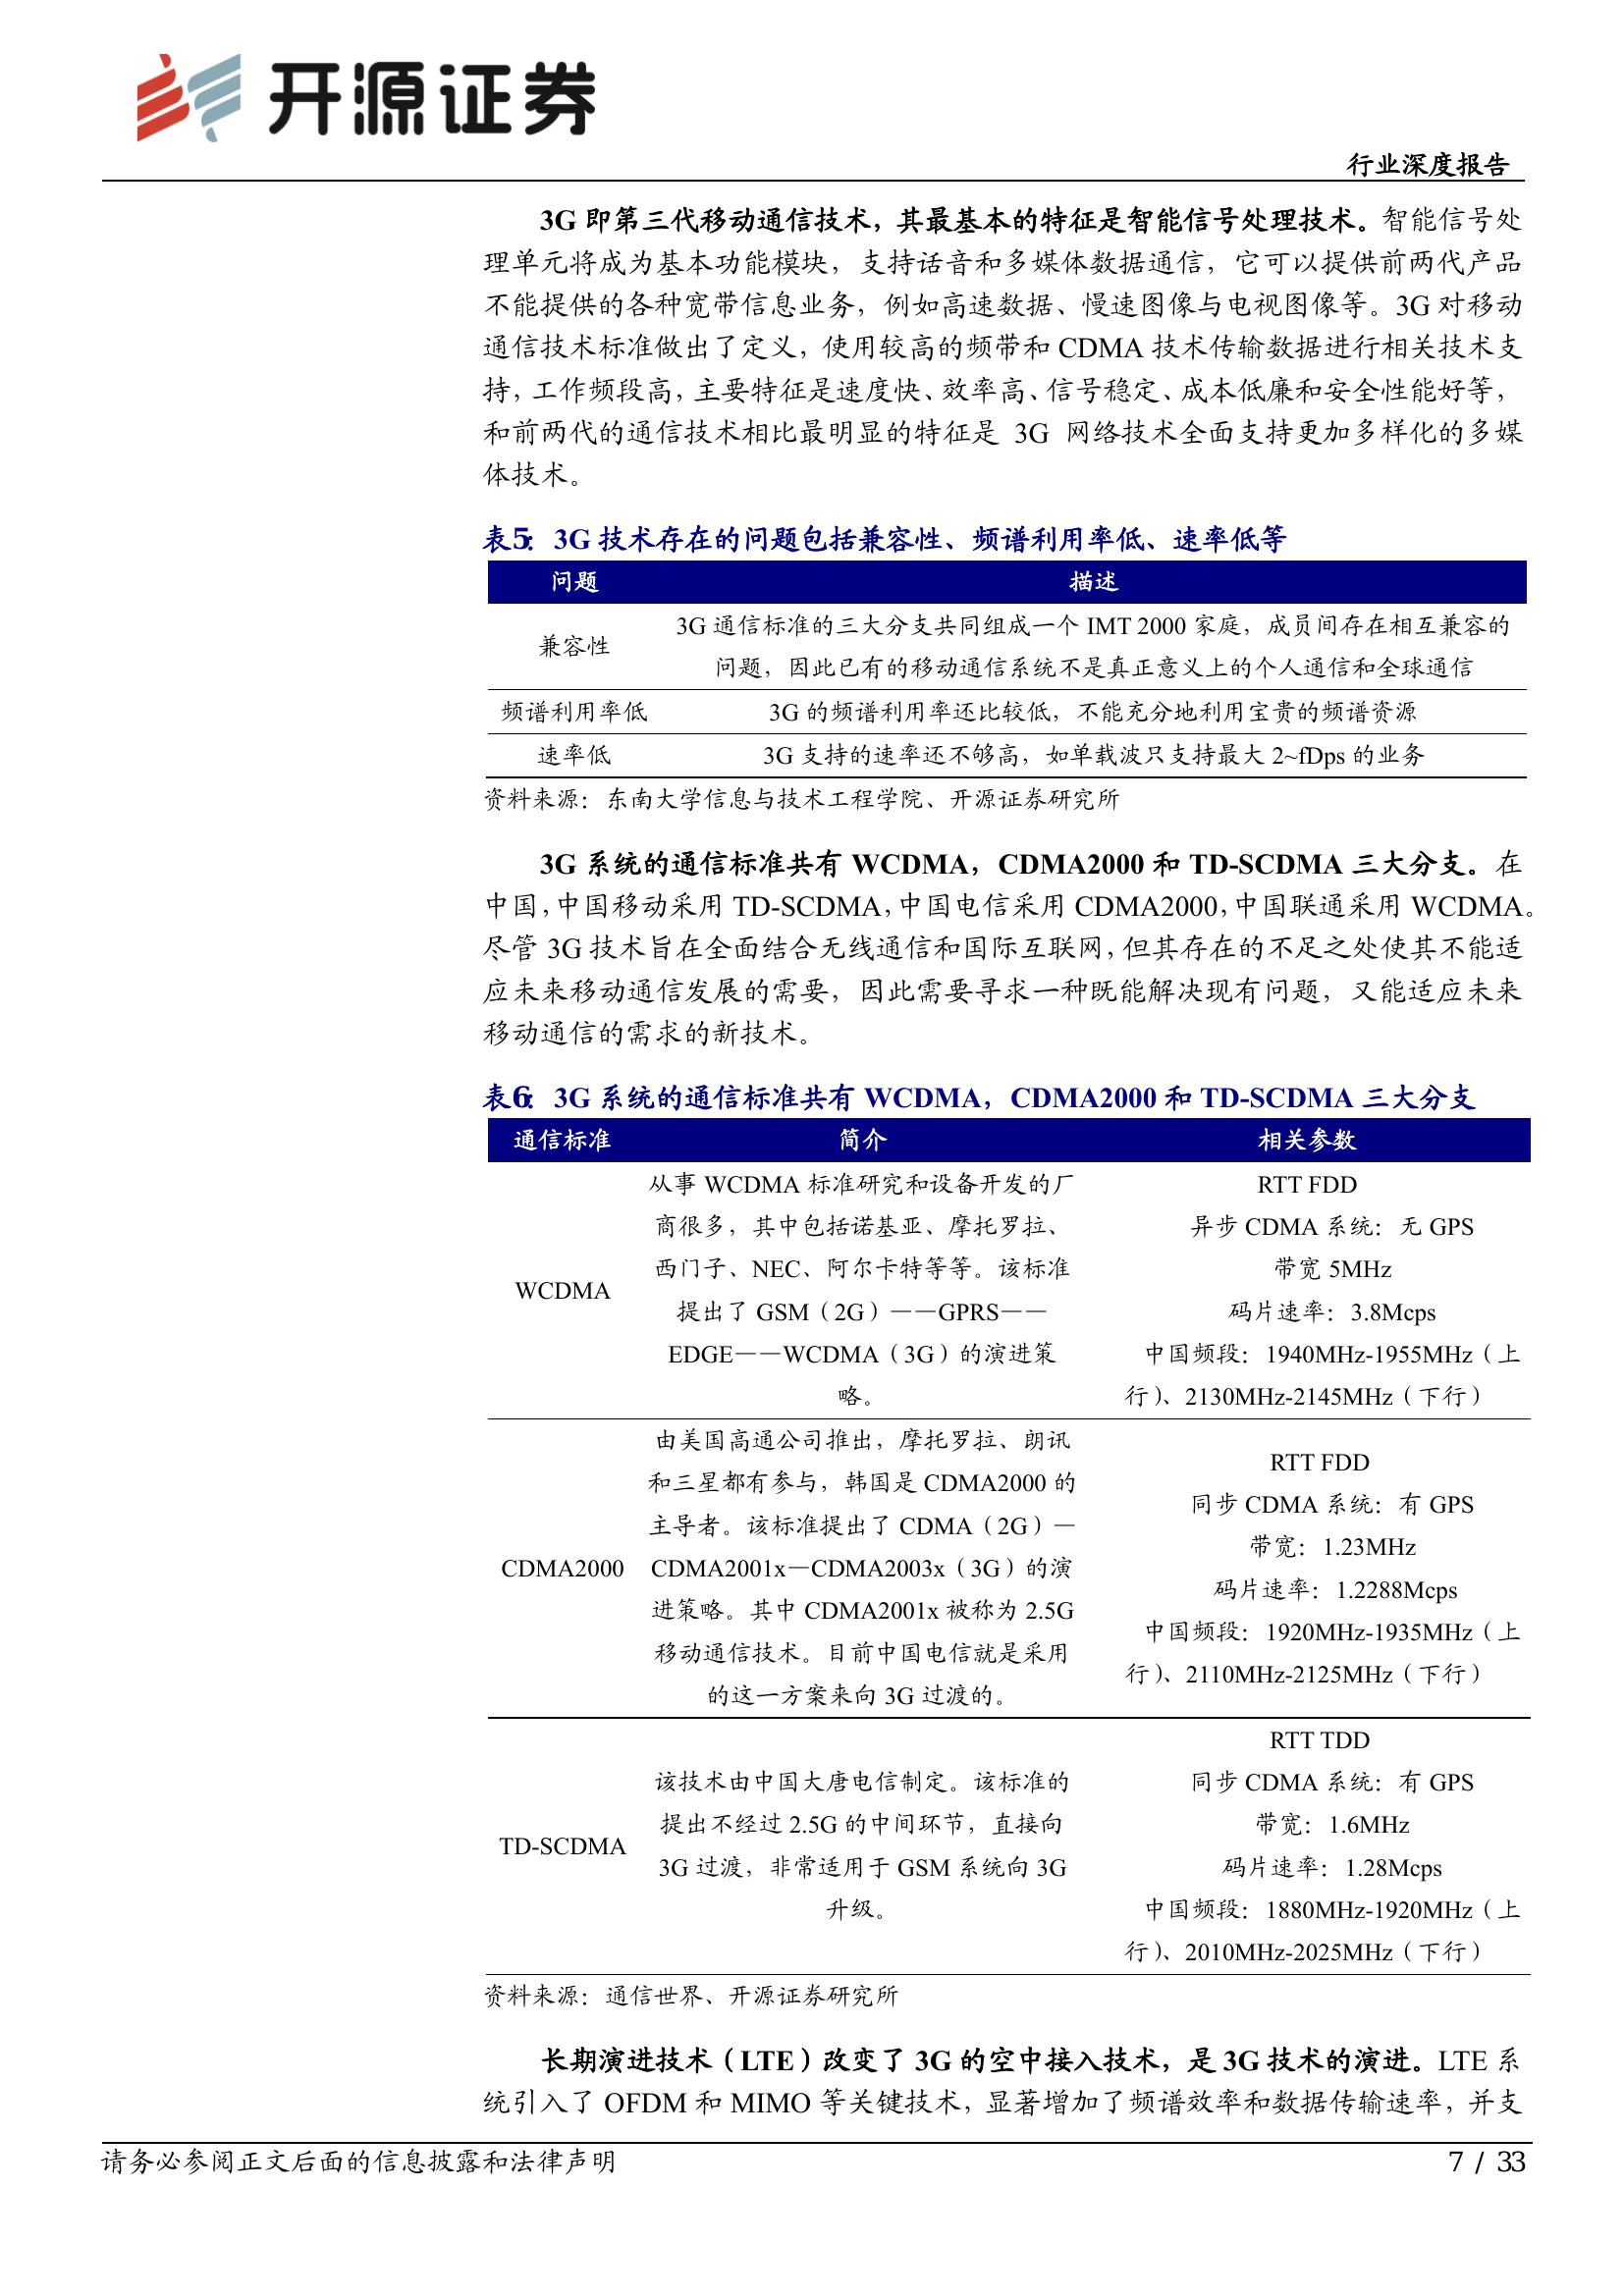 开源证券
行业深度报告
3G 即第三代移动通信技术，其最基本的特征是智能信号处理技术。智能信号处
理单元将成为基本功能模块，支持话音和多媒体数据通信，它可以提供前两代产品
不能提供的各种宽带信息业务，例如高速数据、慢速图像与电视图像等。3G 对移动
通信技术标准做出了定义，使用较高的频带和 CDMA 技术传输数据进行相关技术支
持，工作频段高，主要特征是速度快、效率高、信号稳定、成本低廉和安全性能好等，
和前两代的通信技术相比最明显的特征是 3G 网络技术全面支持更加多样化的多媒
体技术。
表5：3G 技术存在的问题包括兼容性、频谱利用率低、速率低等
问题 描述
兼容性 3G 通信标准的三大分支共同组成一个 IMT 2000 家庭，成员间存在相互兼容的
问题，因此已有的移动通信系统不是真正意义上的个人通信和全球通信
频谱利用率低 3G 的频谱利用率还比较低，不能充分地利用宝贵的频谱资源
速率低 3G 支持的速率还不够高，如单载波只支持最大 2~fDps 的业务
资料来源：东南大学信息与技术工程学院、开源证券研究所
3G 系统的通信标准共有 WCDMA，CDMA2000 和 TD-SCDMA 三大分支。在
中国，中国移动采用 TD-SCDMA，中国电信采用 CDMA2000，中国联通采用 WCDMA。
尽管 3G 技术旨在全面结合无线通信和国际互联网，但其存在的不足之处使其不能适
应未来移动通信发展的需要，因此需要寻求一种既能解决现有问题，又能适应未来
移动通信的需求的新技术。
表6：3G 系统的通信标准共有 WCDMA，CDMA2000 和 TD-SCDMA 三大分支
通信标准 简介 相关参数
WCDMA
从事 WCDMA 标准研究和设备开发的厂
商很多，其中包括诺基亚、摩托罗拉、
西门子、NEC、阿尔卡特等等。该标准
提出了 GSM（2G）——GPRS——
EDGE——WCDMA（3G）的演进策
略。
RTT FDD
异步 CDMA 系统：无 GPS
带宽 5MHz
码片速率：3.8Mcps
中国频段：1940MHz-1955MHz（上
行）、2130MHz-2145MHz（下行）
CDMA2000
由美国高通公司推出，摩托罗拉、朗讯
和三星都有参与，韩国是 CDMA2000 的
主导者。该标准提出了 CDMA（2G）—
CDMA2001x—CDMA2003x（3G）的演
进策略。其中 CDMA2001x 被称为 2.5G
移动通信技术。目前中国电信就是采用
的这一方案来向 3G 过渡的。
RTT FDD
同步 CDMA 系统：有 GPS
带宽：1.23MHz
码片速率：1.2288Mcps
中国频段：1920MHz-1935MHz（上
行）、2110MHz-2125MHz（下行）
TD-SCDMA
该技术由中国大唐电信制定。该标准的
提出不经过 2.5G 的中间环节，直接向
3G 过渡，非常适用于 GSM 系统向 3G
升级。
RTT TDD
同步 CDMA 系统：有 GPS
带宽：1.6MHz
码片速率：1.28Mcps
中国频段：1880MHz-1920MHz（上
行）、2010MHz-2025MHz（下行）
资料来源：通信世界、开源证券研究所
长期演进技术（LTE）改变了 3G 的空中接入技术，是 3G 技术的演进。LTE 系
统引入了 OFDM 和 MIMO 等关键技术，显著增加了频谱效率和数据传输速率，并支
请务必参阅正文后面的信息披露和法律声明
7 / 33